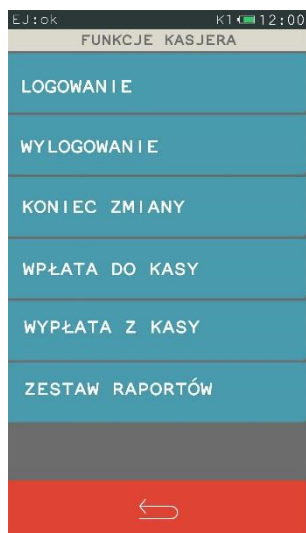 EJ:ok K1 12:00
FUNKCJE KASJERA
LOGOWANIE
WYLOGOWANIE
KONIEC ZMIANY
WPŁATA DO KASY
WYPŁATA Z KASY
ZESTAW RAPORTÓW